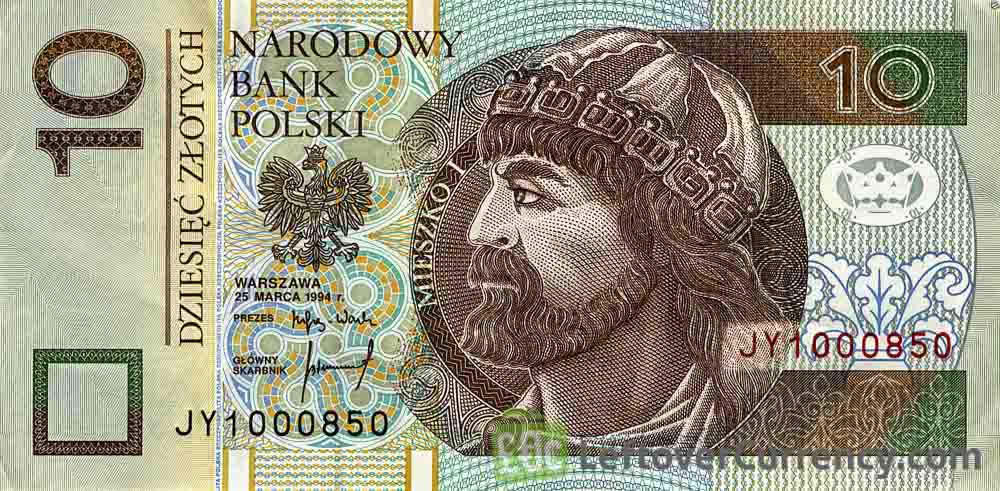 10
DZIESIĘĆ ZŁOTYCH
NARODOWY
BANK
POLSKI
WARSZAWA
25 MARCA 1994 r.
PREZES
GŁÓWNY
SKARBNIK
JY1000850
MIESZKO I
10
JY1000850
LeftoverCurrency.com